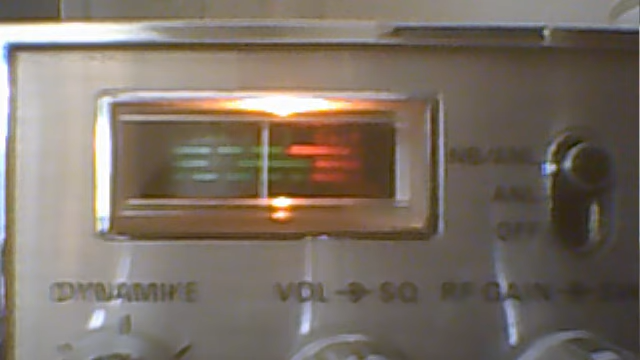 NB/ANL
ANL
OFF
DYNAMIKE VOL → SQ RF GAIN →